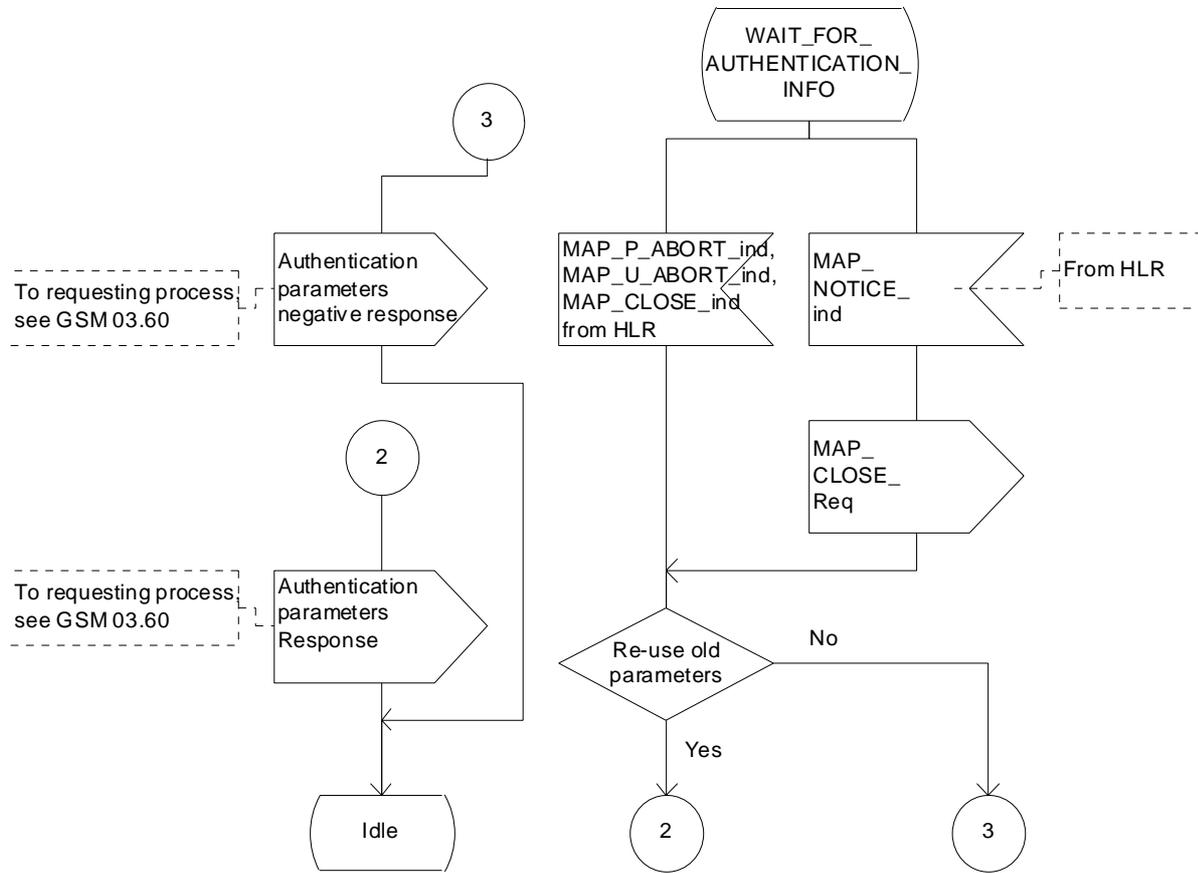 WAIT_FOR_
AUTHENTICATION_
INFO
3
Authentication
parameters
negative response
To requesting process,
see GSM 03.60
MAP_P_ABORT_ind,
MAP_U_ABORT_ind,
MAP_CLOSE_ind
from HLR
MAP_
NOTICE_
ind
From HLR
2
MAP_
CLOSE_
Req
To requesting process,
see GSM 03.60
Authentication
parameters
Response
Re-use old
parameters
No
Yes
Idle
2
3